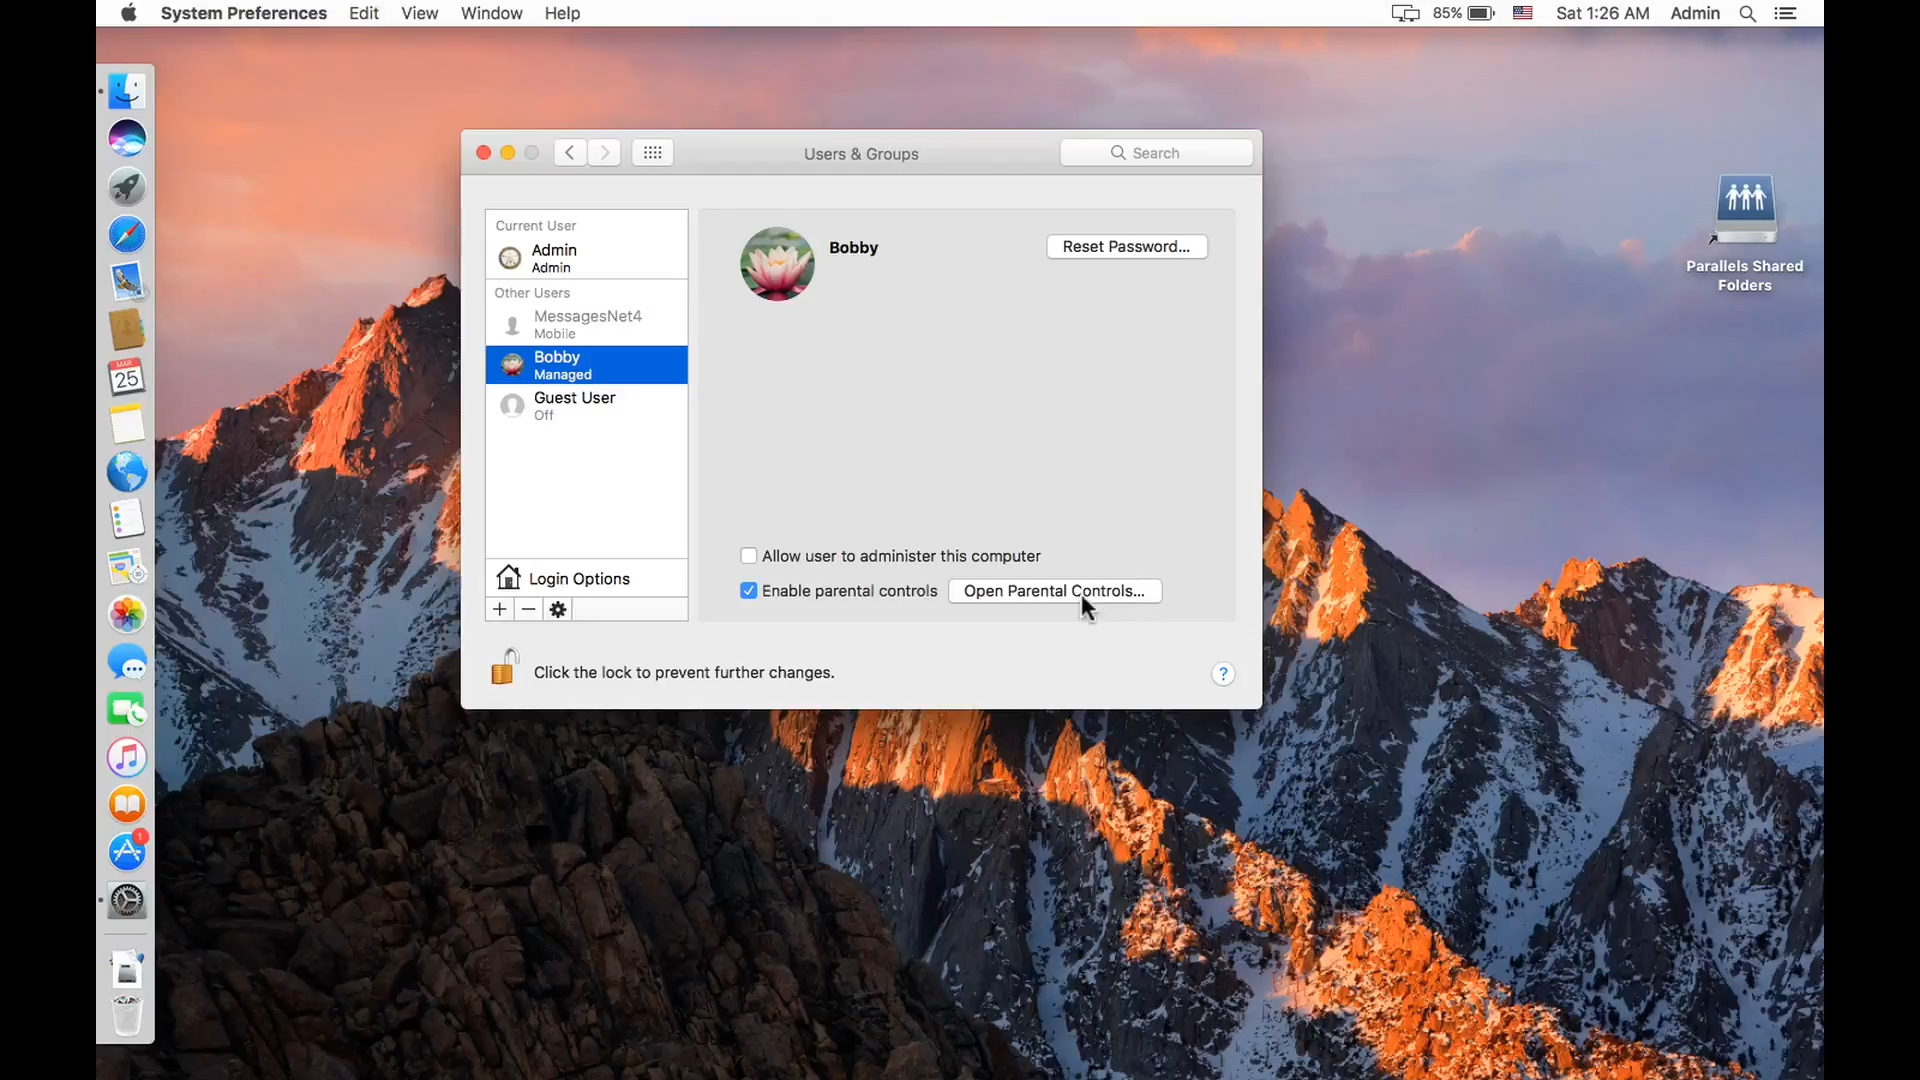 System Preferences Edit View Window Help
85% Sat 1:26 AM Admin
Users & Groups
Search
Current User
Admin
Admin
Other Users
MessagesNet4
Mobile
Bobby
Managed
Guest User
Off
Login Options
Bobby
Reset Password...
Allow user to administer this computer
Enable parental controls
Open Parental Controls...
Click the lock to prevent further changes.
?
Parallels Shared
Folders
MAR
25
1